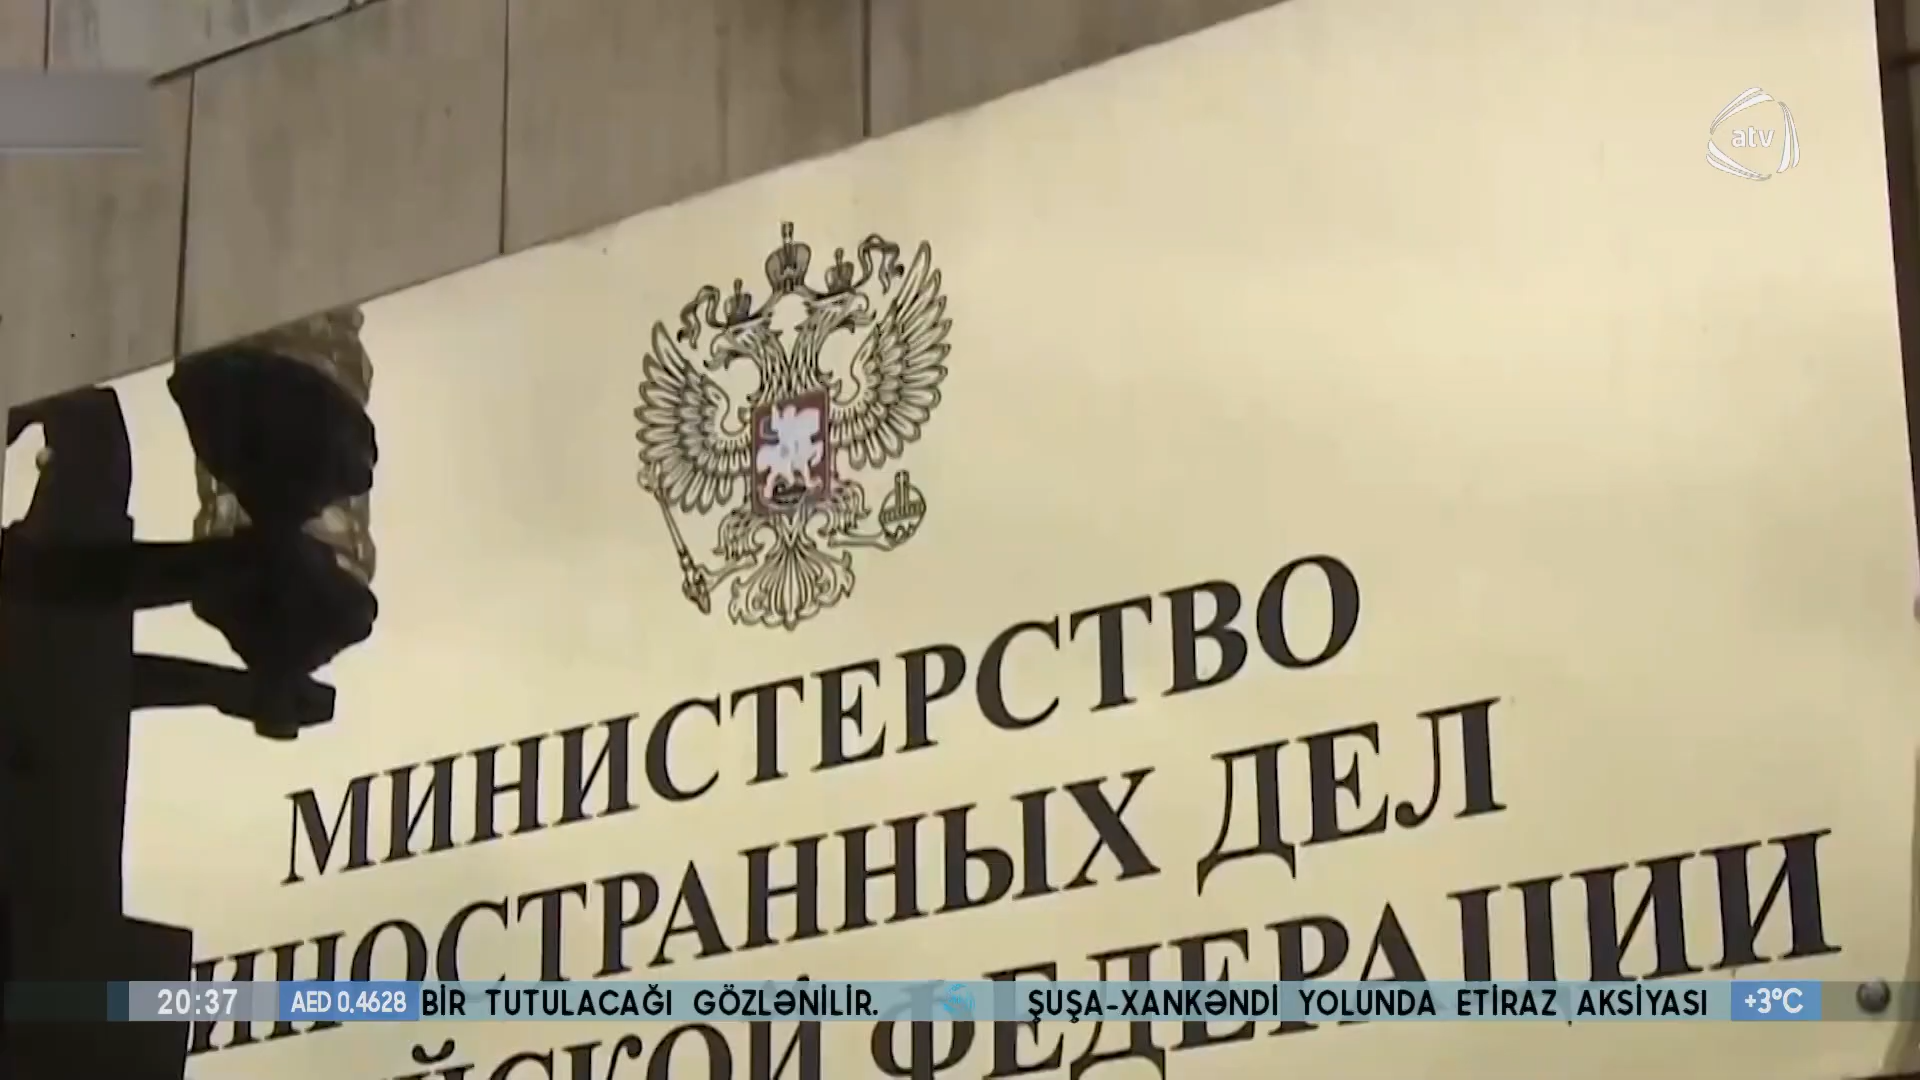 atv
МИНИСТЕРСТВО
ИНОСТРАННЫХ ДЕЛ
ФЕДЕРАЦИИ
20:37 AED 0.4628 BİR TUTULACAĞI GÖZLƏNİLİR. ŞUŞA-XANKƏNDİ YOLUNDA ETİRAZ AKSİYASI +3°C